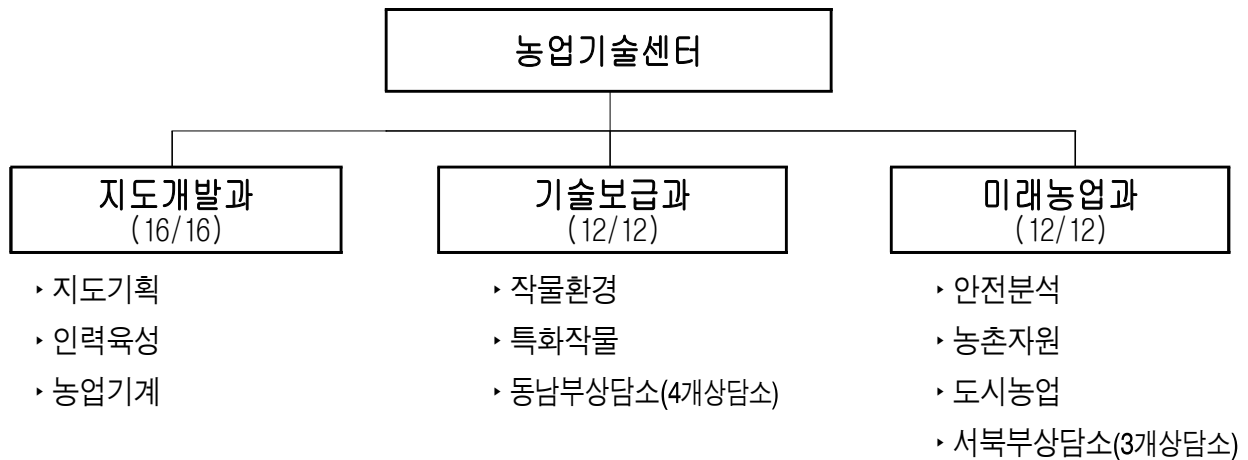 농업기술센터
지도개발과
(16/16)
‣ 지도기획
‣ 인력육성
‣ 농업기계
기술보급과
(12/12)
‣ 작물환경
‣ 특화작물
‣ 동남부상담소(4개상담소)
미래농업과
(12/12)
‣ 안전분석
‣ 농촌자원
‣ 도시농업
‣ 서북부상담소(3개상담소)